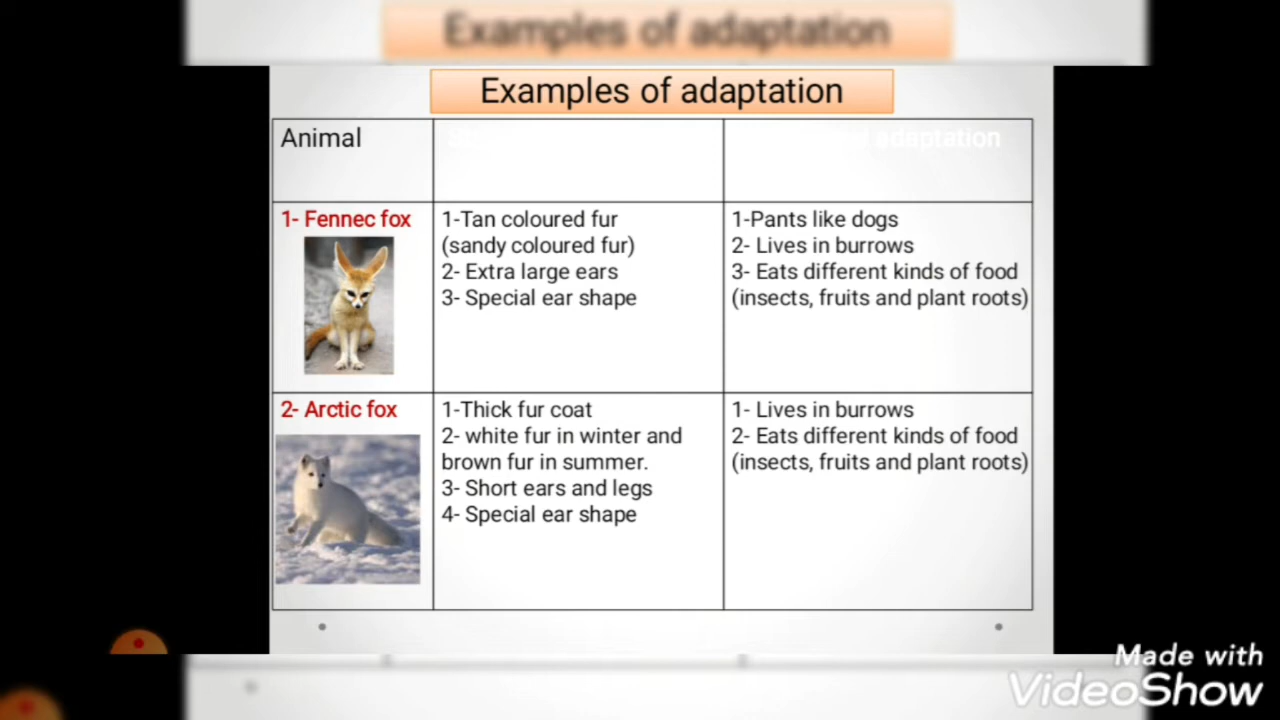 Examples of adaptation
Examples of adaptation
Animal
adaptation
1- Fennec fox
1-Tan coloured fur
(sandy coloured fur)
2- Extra large ears
3- Special ear shape
1-Pants like dogs
2- Lives in burrows
3- Eats different kinds of food
(insects, fruits and plant roots)
2- Arctic fox
1-Thick fur coat
2- white fur in winter and
brown fur in summer.
3- Short ears and legs
4- Special ear shape
1- Lives in burrows
2- Eats different kinds of food
(insects, fruits and plant roots)
Made with
VideoShow